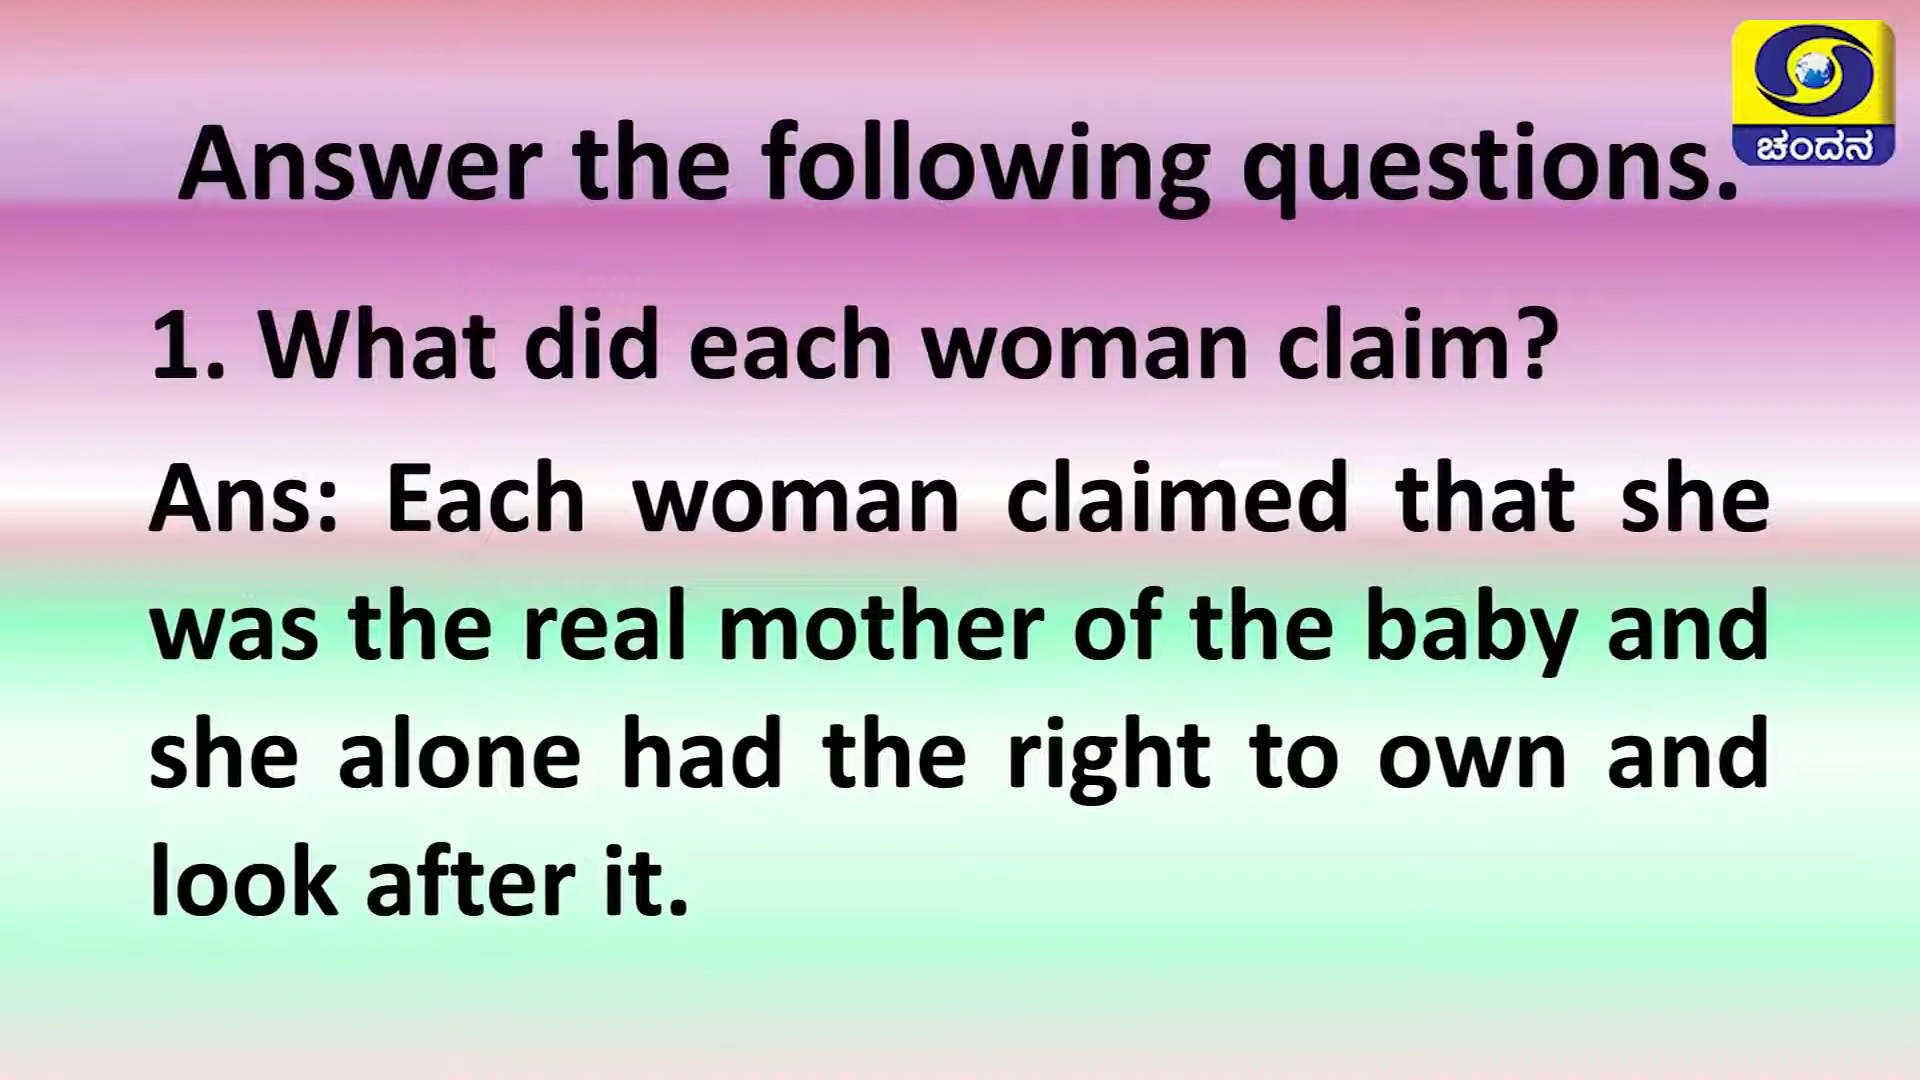 ಚಂದನ
Answer the following questions.
1. What did each woman claim?
Ans: Each woman claimed that she
was the real mother of the baby and
she alone had the right to own and
look after it.